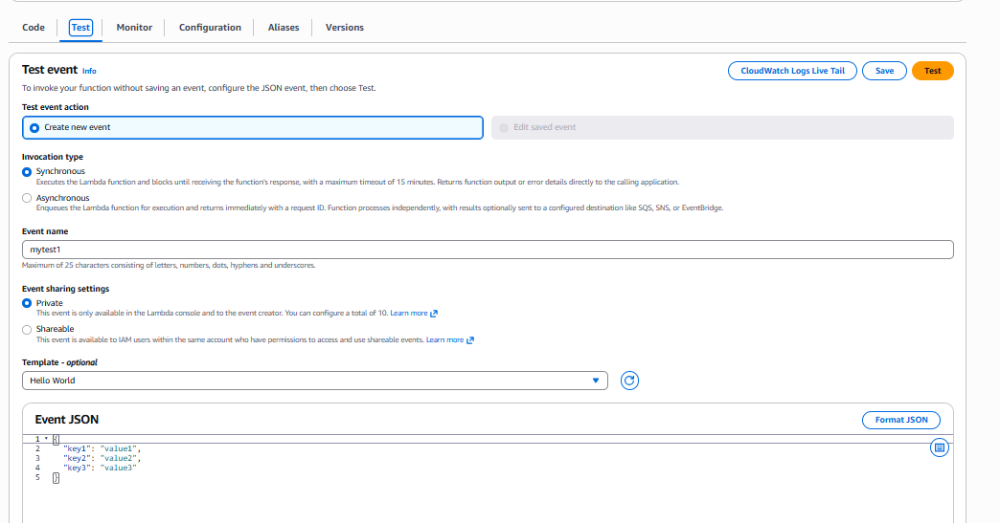 Code Test Monitor Configuration Aliases Versions
Test event Info
CloudWatch Logs Live Tail Save Test
To invoke your function without saving an event, configure the JSON event, then choose Test.
Test event action
Create new event
Edit saved event
Invocation type
Synchronous
Executes the Lambda function and blocks until receiving the function's response, with a maximum timeout of 15 minutes. Returns function output or error details directly to the calling application.
Asynchronous
Enqueues the Lambda function for execution and returns immediately with a request ID. Function processes independently, with results optionally sent to a configured destination like SQS, SNS, or EventBridge.
Event name
mytest1
Maximum of 25 characters consisting of letters, numbers, dots, hyphens and underscores.
Event sharing settings
Private
This event is only available in the Lambda console and to the event creator. You can configure a total of 10. Learn more
Shareable
This event is available to IAM users within the same account who have permissions to access and use shareable events. Learn more
Template - optional
Hello World
Event JSON
Format JSON
1 {
2 "key1": "value1",
3 "key2": "value2",
4 "key3": "value3"
5 }